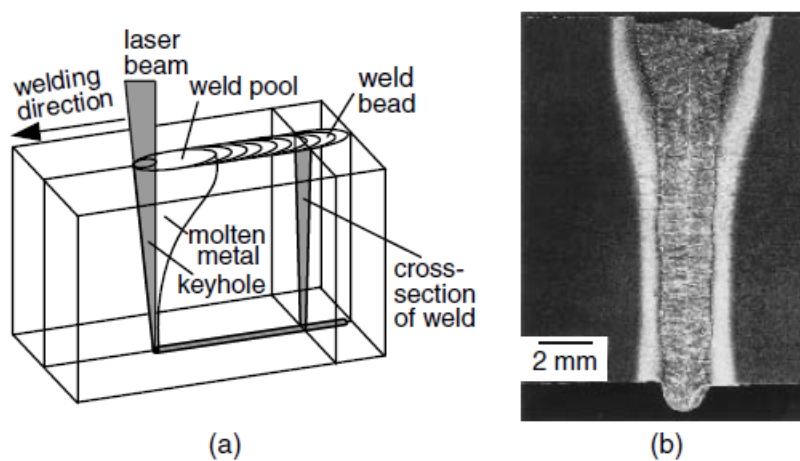 laser
beam
welding
direction
weld pool
weld
bead
molten
metal
keyhole
cross-
section
of weld
(a)
2 mm
(b)